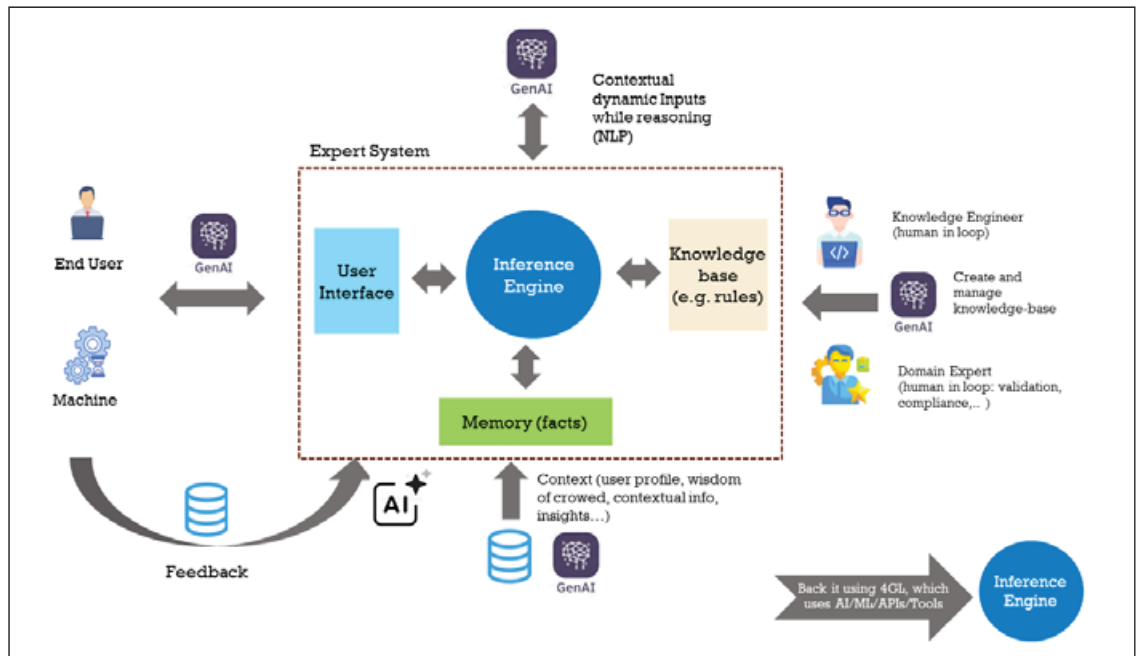 GenAI
Contextual
dynamic Inputs
while reasoning
(NLP)
Expert System
End User
GenAI
Machine
User
Interface
Inference
Engine
Knowledge
base
(e.g. rules)
Memory (facts)
Knowledge Engineer
(human in loop)
GenAI
Create and
manage
knowledge-base
Domain Expert
(human in loop: validation,
compliance,.. )
Feedback
AI
Context (user profile, wisdom
of crowed, contextual info,
insights...)
GenAI
Back it using 4GL, which
uses AI/ML/APIs/Tools
Inference
Engine